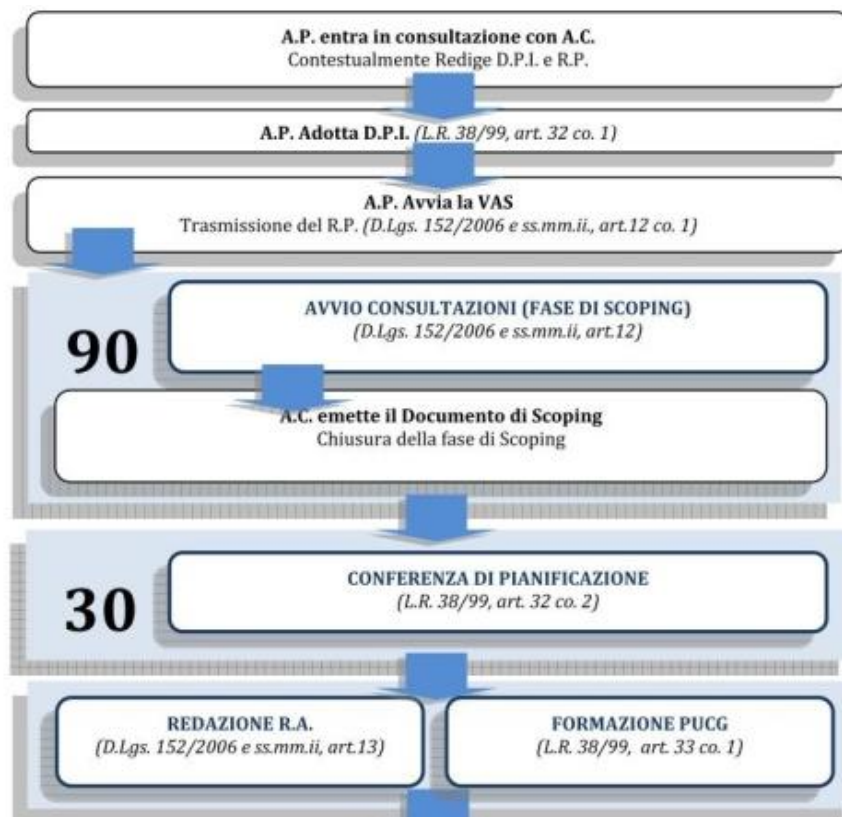 A.P. entra in consultazione con A.C.
Contestualmente Redige D.P.I. e R.P.
A.P. Adotta D.P.I. (L.R. 38/99, art. 32 co. 1)
A.P. Avvia la VAS
Trasmissione del R.P. (D.Lgs. 152/2006 e ss.mm.ii., art.12 co. 1)
90
AVVIO CONSULTAZIONI (FASE DI SCOPING)
(D.Lgs. 152/2006 e ss.mm.ii, art.12)
A.C. emette il Documento di Scoping
Chiusura della fase di Scoping
30
CONFERENZA DI PIANIFICAZIONE
(L.R. 38/99, art. 32 co. 2)
REDAZIONE R.A.
(D.Lgs. 152/2006 e ss.mm.ii, art.13)
FORMAZIONE PUCG
(L.R. 38/99, art. 33 co. 1)